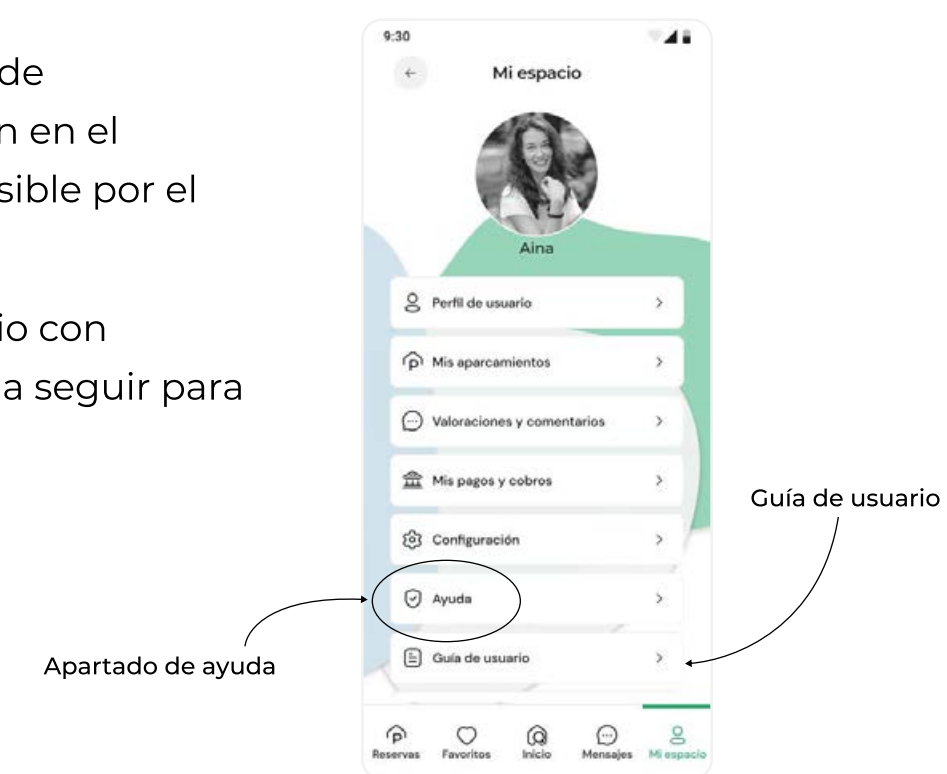 de
n en el
sible por el
io con
a seguir para
Apartado de ayuda
9:30
Mi espacio
Aina
Perfil de usuario
Mis aparcamientos
Valoraciones y comentarios
Mis pagos y cobros
Configuración
Ayuda
Guía de usuario
Reservas
Favoritos
Inicio
Mensajes
Mi espacio
Guía de usuario